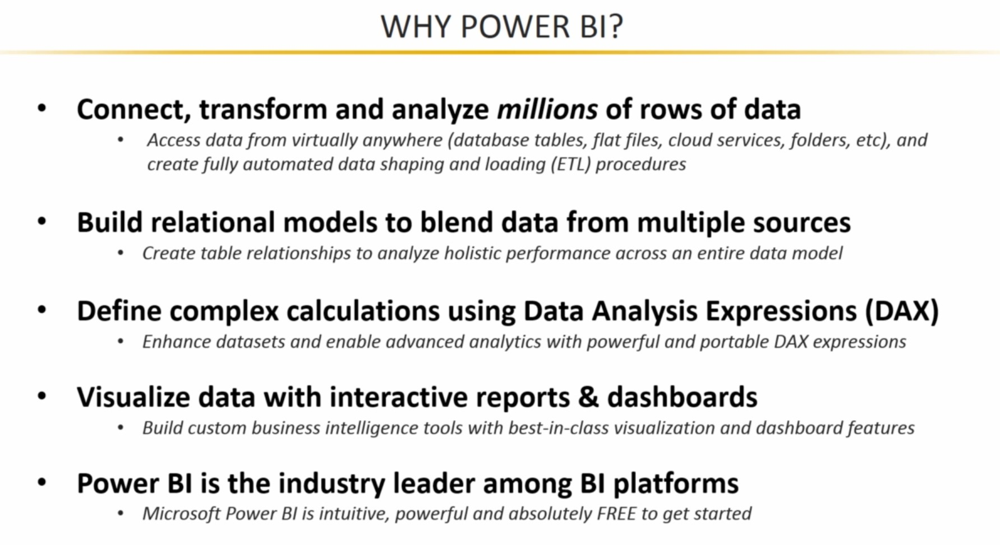 WHY POWER BI?
• Connect, transform and analyze millions of rows of data
• Access data from virtually anywhere (database tables, flat files, cloud services, folders, etc), and
create fully automated data shaping and loading (ETL) procedures
• Build relational models to blend data from multiple sources
• Create table relationships to analyze holistic performance across an entire data model
• Define complex calculations using Data Analysis Expressions (DAX)
• Enhance datasets and enable advanced analytics with powerful and portable DAX expressions
• Visualize data with interactive reports & dashboards
• Build custom business intelligence tools with best-in-class visualization and dashboard features
• Power BI is the industry leader among BI platforms
• Microsoft Power BI is intuitive, powerful and absolutely FREE to get started